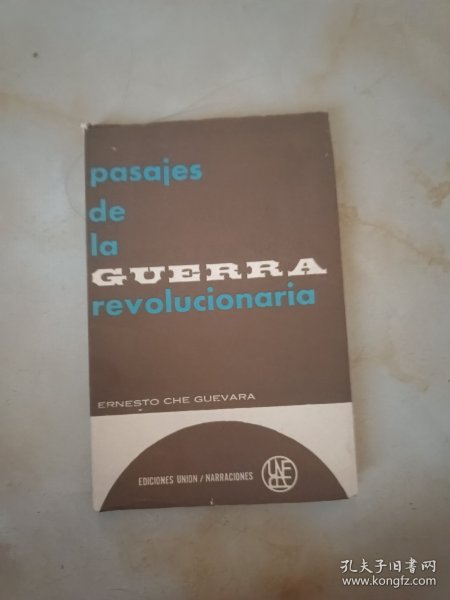 pasajes
de
la
GUERRA
revolucionaria
ERNESTO CHE GUEVARA
EDICIONES UNION / NARRACIONES
孔夫子旧书网
www.kongfz.com